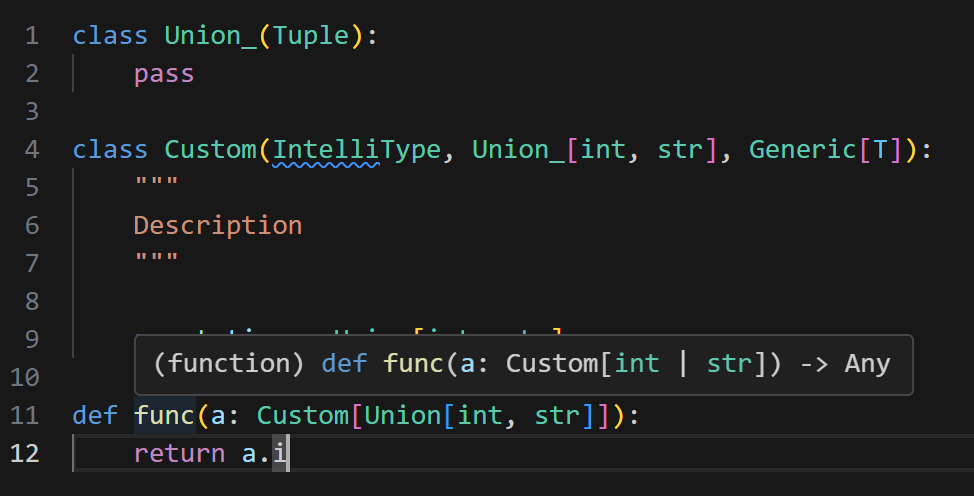 1 class Union_(Tuple):
2 pass
3
4 class Custom(IntelliType, Union_[int, str], Generic[T]):
5 """
6 Description
7 """
8
9
(function) def func(a: Custom[int | str]) -> Any
10
11 def func(a: Custom[Union[int, str]]):
12 return a.i